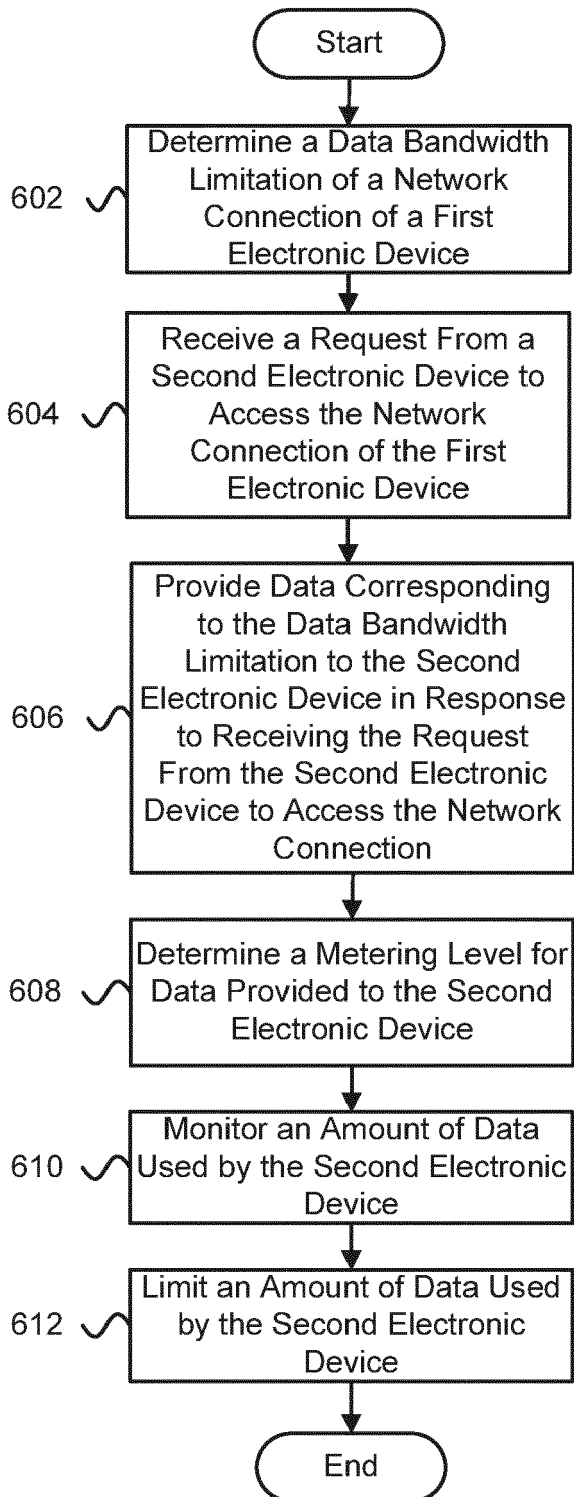 Start
602
Determine a Data Bandwidth
Limitation of a Network
Connection of a First
Electronic Device
604
Receive a Request From a
Second Electronic Device to
Access the Network
Connection of the First
Electronic Device
606
Provide Data Corresponding
to the Data Bandwidth
Limitation to the Second
Electronic Device in Response
to Receiving the Request
From the Second Electronic
Device to Access the Network
Connection
608
Determine a Metering Level for
Data Provided to the Second
Electronic Device
610
Monitor an Amount of Data
Used by the Second Electronic
Device
612
Limit an Amount of Data Used
by the Second Electronic
Device
End